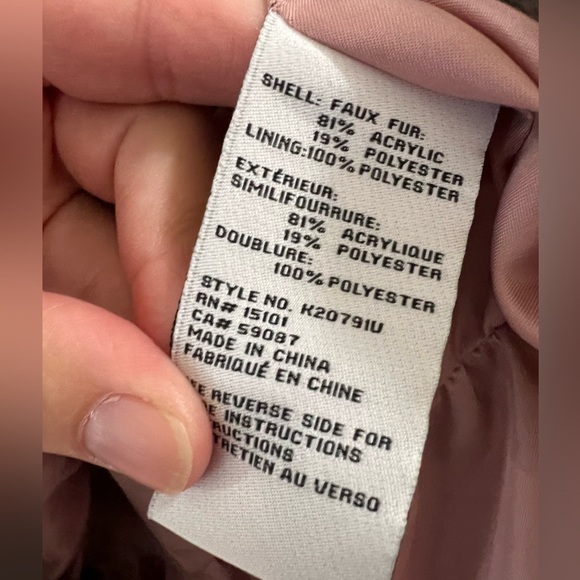 SHELL: FAUX FUR:
81% ACRYLIC
19% POLYESTER
LINING:100% POLYESTER
EXTÉRIEUR:
SIMILIFOURRURE:
81% ACRYLIQUE
19% POLYESTER
DOUBLURE:
100% POLYESTER
STYLE NO. K20791U
RN# 15101
CA# 59087
MADE IN CHINA
FABRIQUÉ EN CHINE
REVERSE SIDE FOR
INSTRUCTIONS
AU VERSO